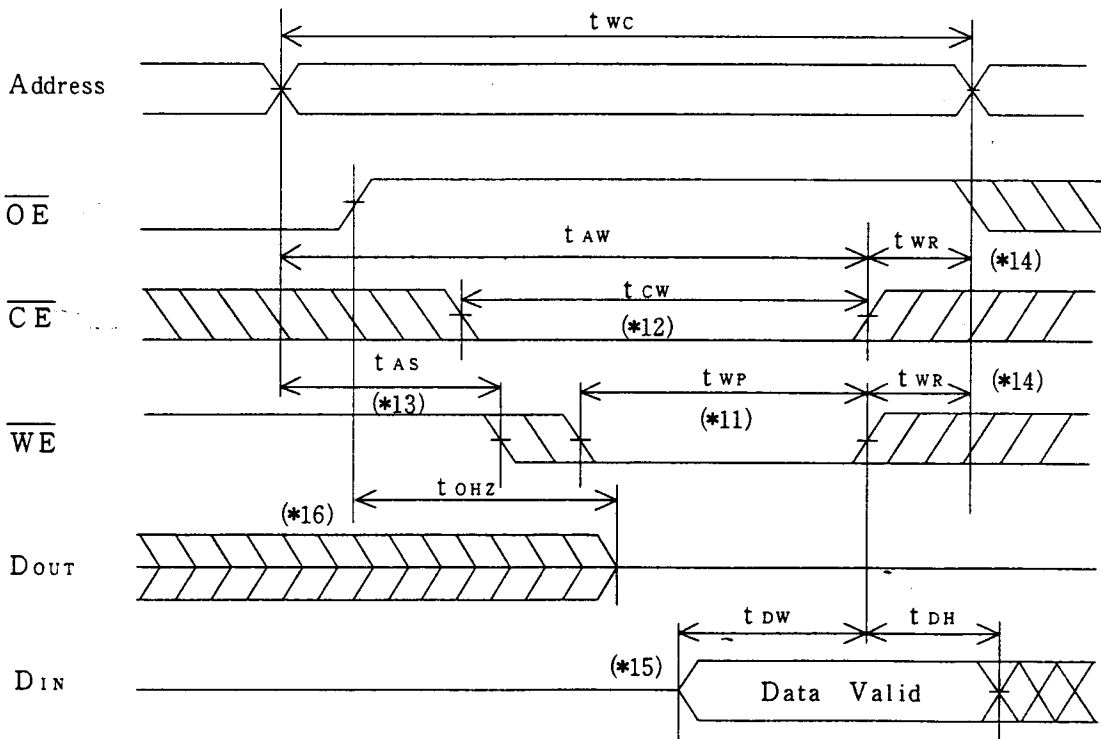 t WC
Address
OE
t AW
t WR
(*14)
CE
t CW
(*12)
t AS
(*13)
t WP
(*11)
t WR
(*14)
WE
t OHZ
(*16)
DOUT
t DW
t DH
(*15)
DIN
Data Valid